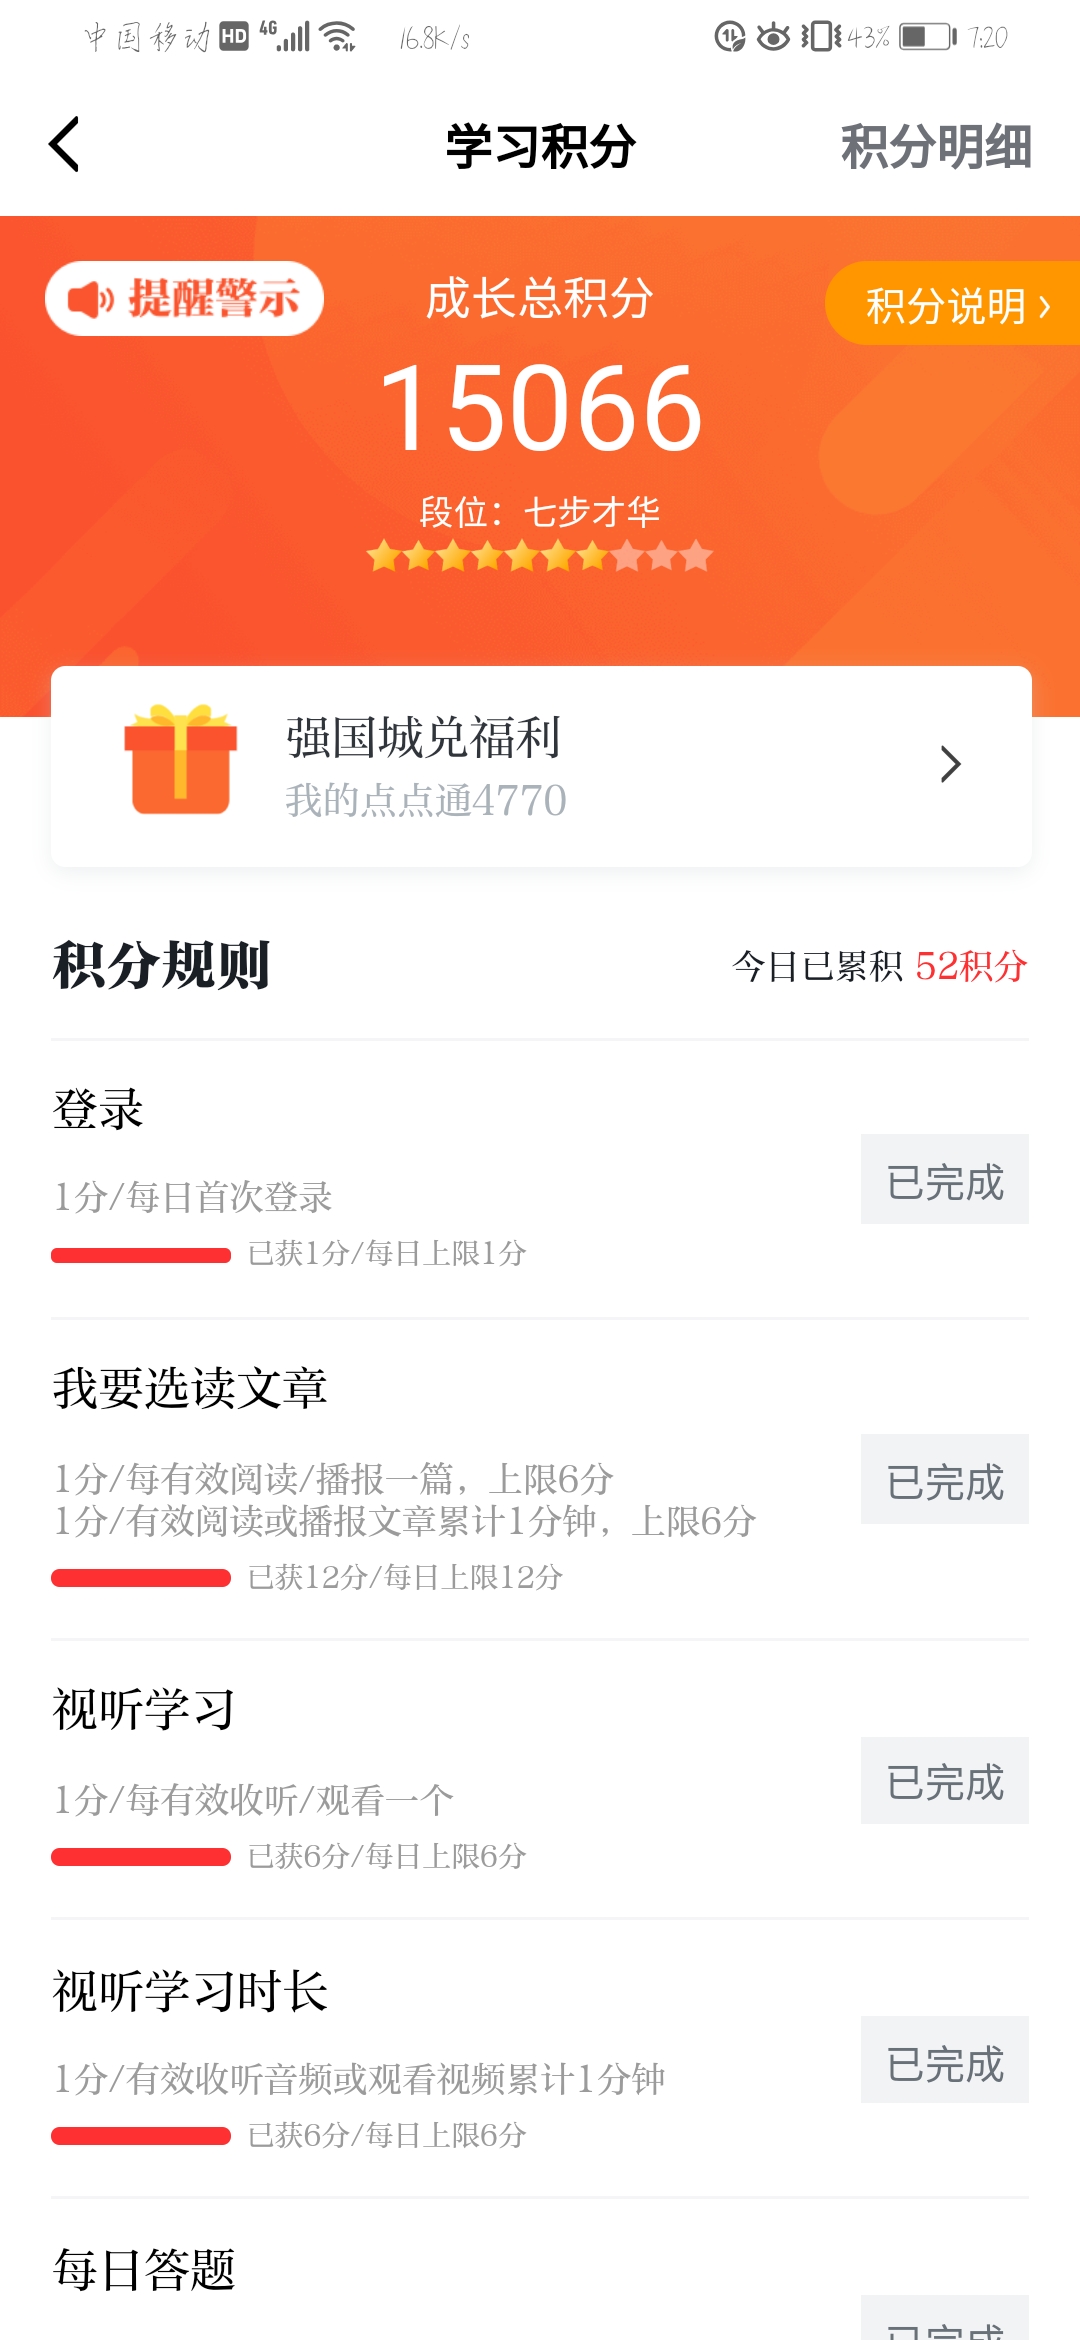 中国移动 HD 4G 16.8K/s 43% 7:20
学习积分 积分明细
提醒警示 成长总积分 积分说明
15066
段位：七步才华
强国城兑福利
我的点点通4770
积分规则 今日已累积 52积分
登录
1分/每日首次登录
已完成
已获1分/每日上限1分
我要选读文章
1分/每有效阅读/播报一篇，上限6分
已完成
1分/有效阅读或播报文章累计1分钟，上限6分
已获12分/每日上限12分
视听学习
1分/每有效收听/观看一个
已完成
已获6分/每日上限6分
视听学习时长
1分/有效收听音频或观看视频累计1分钟
已完成
已获6分/每日上限6分
每日答题
已完成